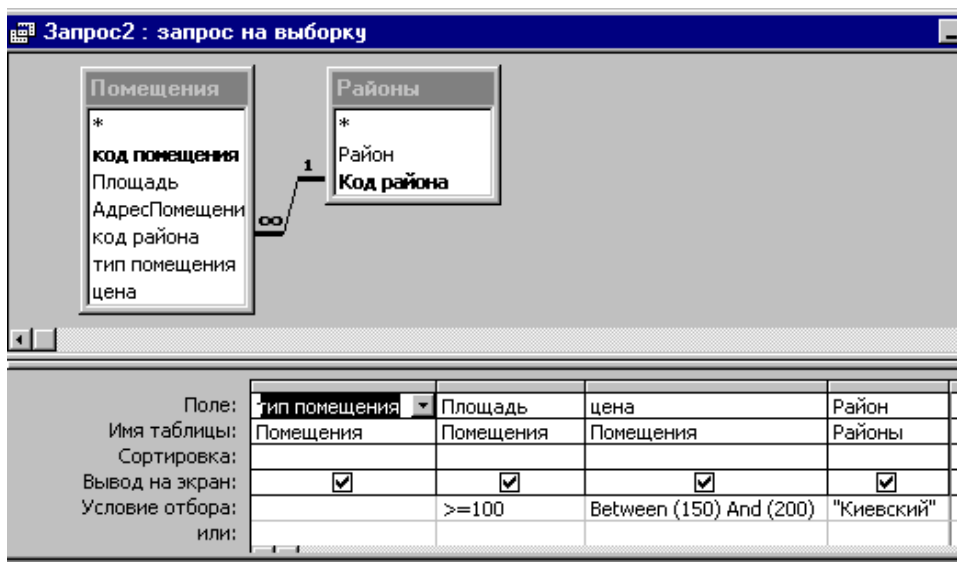 Запрос2 : запрос на выборку
Помещения
*
код помещения
Площадь
АдресПомещени
код района
тип помещения
цена
∞
1
Районы
*
Район
Код района
Поле: тип помещения Площадь цена Район
Имя таблицы: Помещения Помещения Помещения Районы
Сортировка:
Вывод на экран:
Условие отбора: >=100 Between (150) And (200) "Киевский"
или: